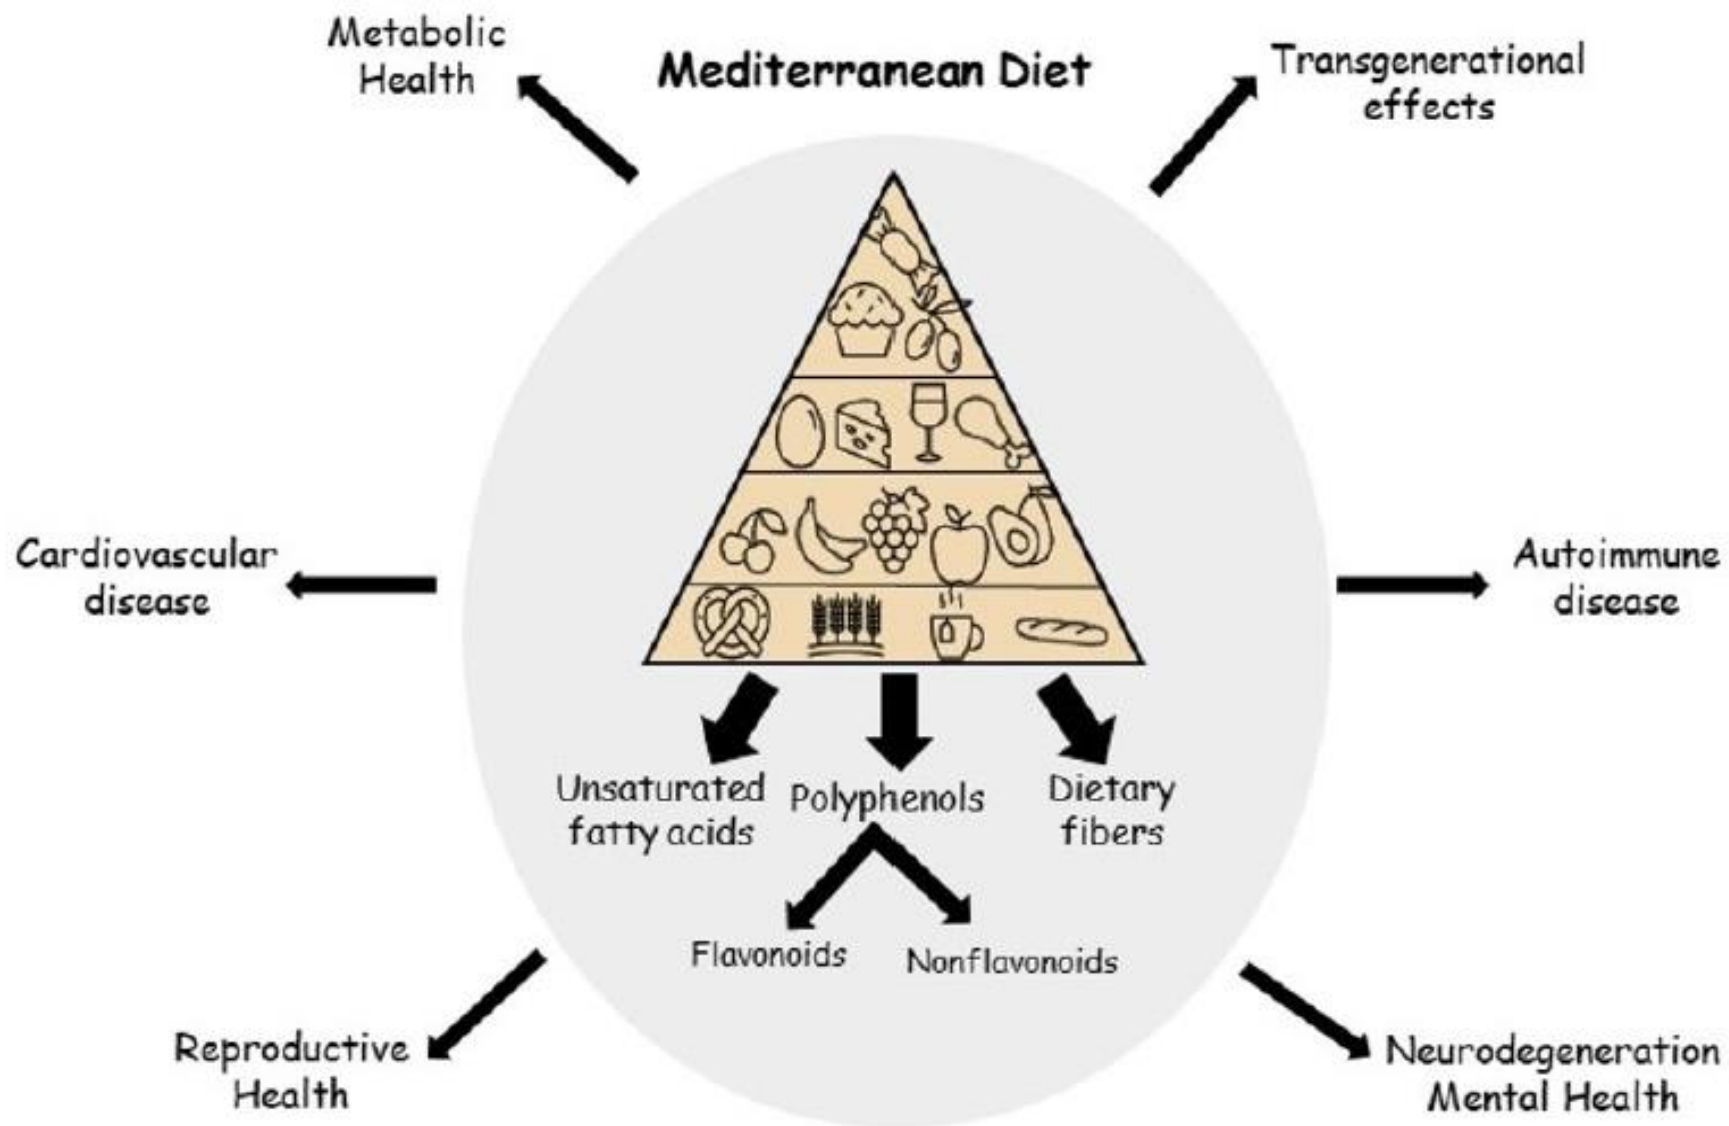 Metabolic
Health
Mediterranean Diet
Transgenerational
effects
Cardiovascular
disease
Autoimmune
disease
Unsaturated
fatty acids
Polyphenols
Dietary
fibers
Flavonoids
Nonflavonoids
Reproductive
Health
Neurodegeneration
Mental Health